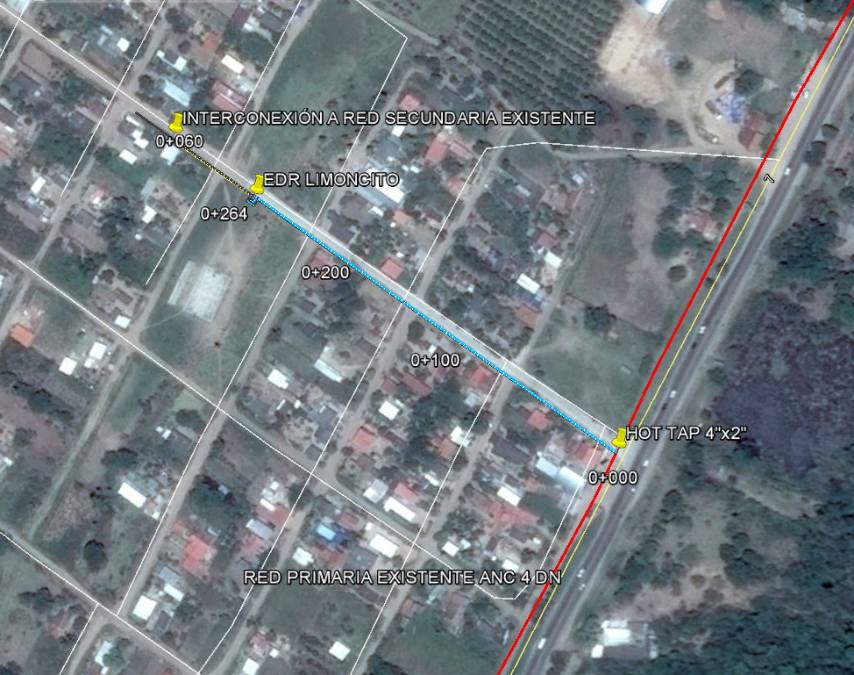 INTERCONEXIÓN A RED SECUNDARIA EXISTENTE
0+060
EDR LIMONCITO
7
0+264
0+200
0+100
HOT TAP 4"x2"
0+000
RED PRIMARIA EXISTENTE ANC 4 DN